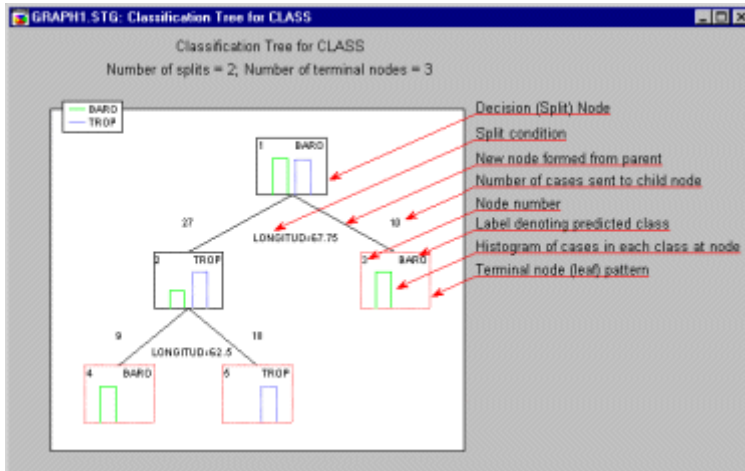 GRAPH1.STG: Classification Tree for CLASS
Classification Tree for CLASS
Number of splits = 2; Number of terminal nodes = 3
BARO
TROP
Decision (Split) Node
Split condition
New node formed from parent
Number of cases sent to child node
Node number
Label denoting predicted class
Histogram of cases in each class at node
Terminal node (leaf) pattern
1 BARO
27
LONGITUD≤67.75
10
2 TROP
3 BARO
9
LONGITUD≤62.5
18
4 BARO
5 TROP